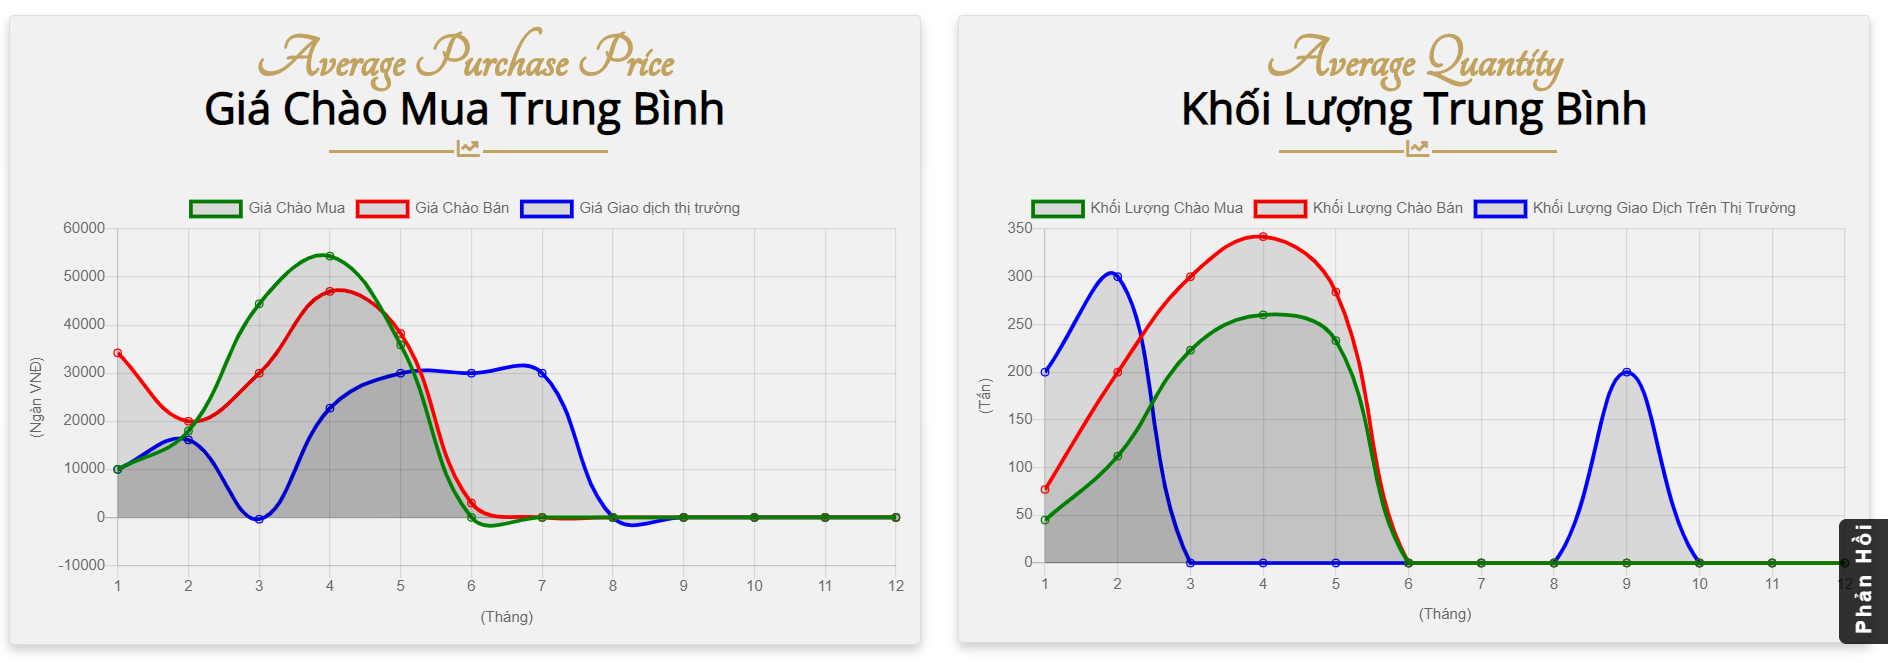 Average Purchase Price
Giá Chào Mua Trung Bình
Giá Chào Mua Giá Chào Bán Giá Giao dịch thị trường
60000
50000
40000
30000
20000
10000
0
-10000
(Ngàn VNĐ)
1 2 3 4 5 6 7 8 9 10 11 12
(Tháng)
Average Quantity
Khối Lượng Trung Bình
Khối Lượng Chào Mua Khối Lượng Chào Bán Khối Lượng Giao Dịch Trên Thị Trường
350
300
250
200
150
100
50
0
(Tấn)
1 2 3 4 5 6 7 8 9 10 11 12
(Tháng)
Phản Hồi